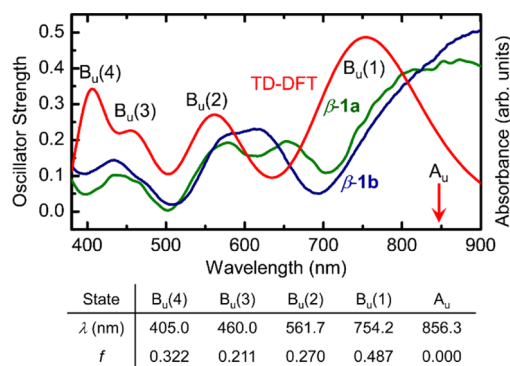 0.5
0.4
0.3
0.2
0.1
0.0
Oscillator Strength
Absorbance (arb. units)
B_u(4)
B_u(3)
B_u(2)
TD-DFT
B_u(1)
β-1a
β-1b
A_u
400 500 600 700 800 900
Wavelength (nm)
State B_u(4) B_u(3) B_u(2) B_u(1) A_u
λ (nm) 405.0 460.0 561.7 754.2 856.3
f 0.322 0.211 0.270 0.487 0.000